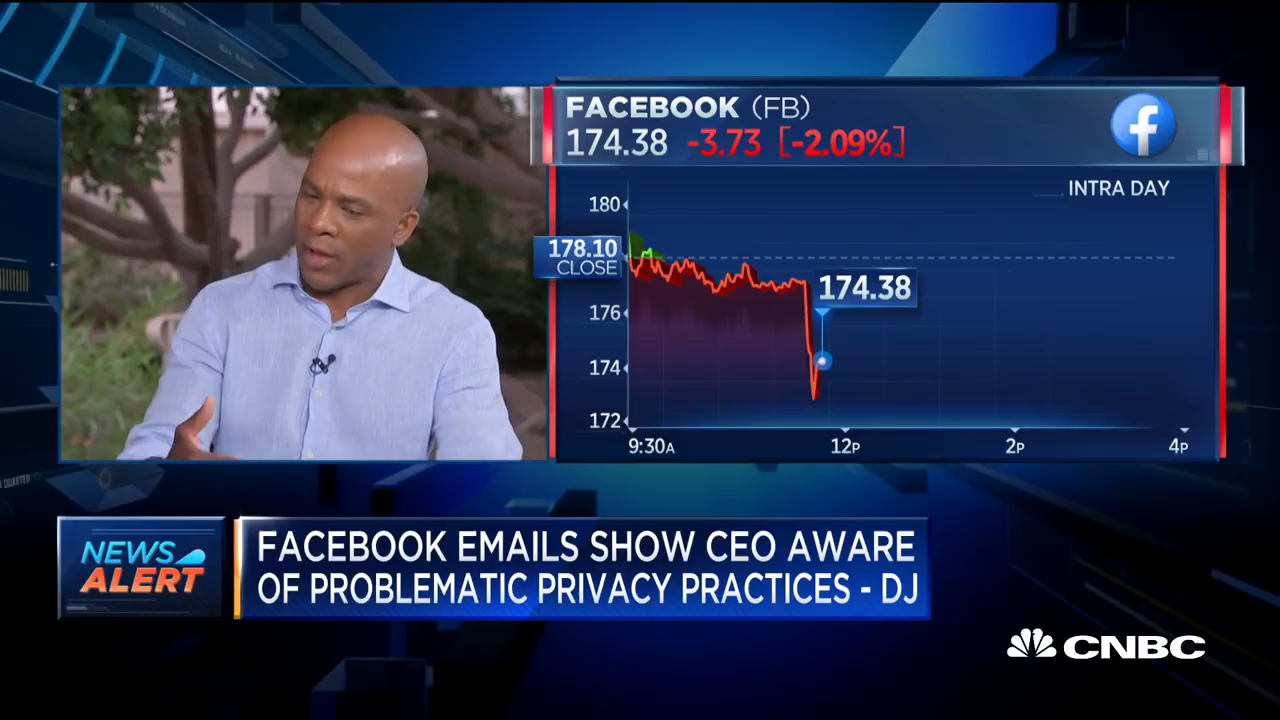 FACEBOOK (FB)
174.38 -3.73 [-2.09%]
f
INTRA DAY
180
178.10
CLOSE
174.38
176
174
172
9:30A 12P 2P 4P
NEWS
ALERT
FACEBOOK EMAILS SHOW CEO AWARE
OF PROBLEMATIC PRIVACY PRACTICES - DJ
CNBC